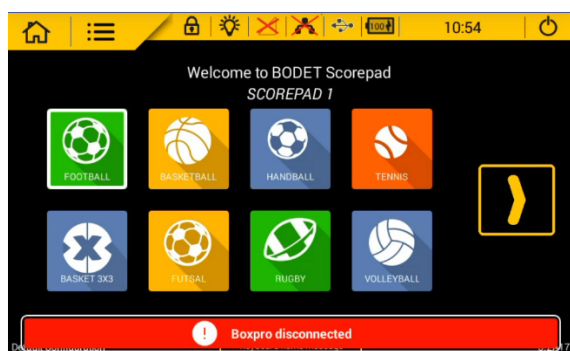 100
10:54
Welcome to BODET Scorepad
SCOREPAD 1
FOOTBALL
BASKETBALL
HANDBALL
TENNIS
BASKET 3X3
FUTSAL
RUGBY
VOLLEYBALL
! Boxpro disconnected